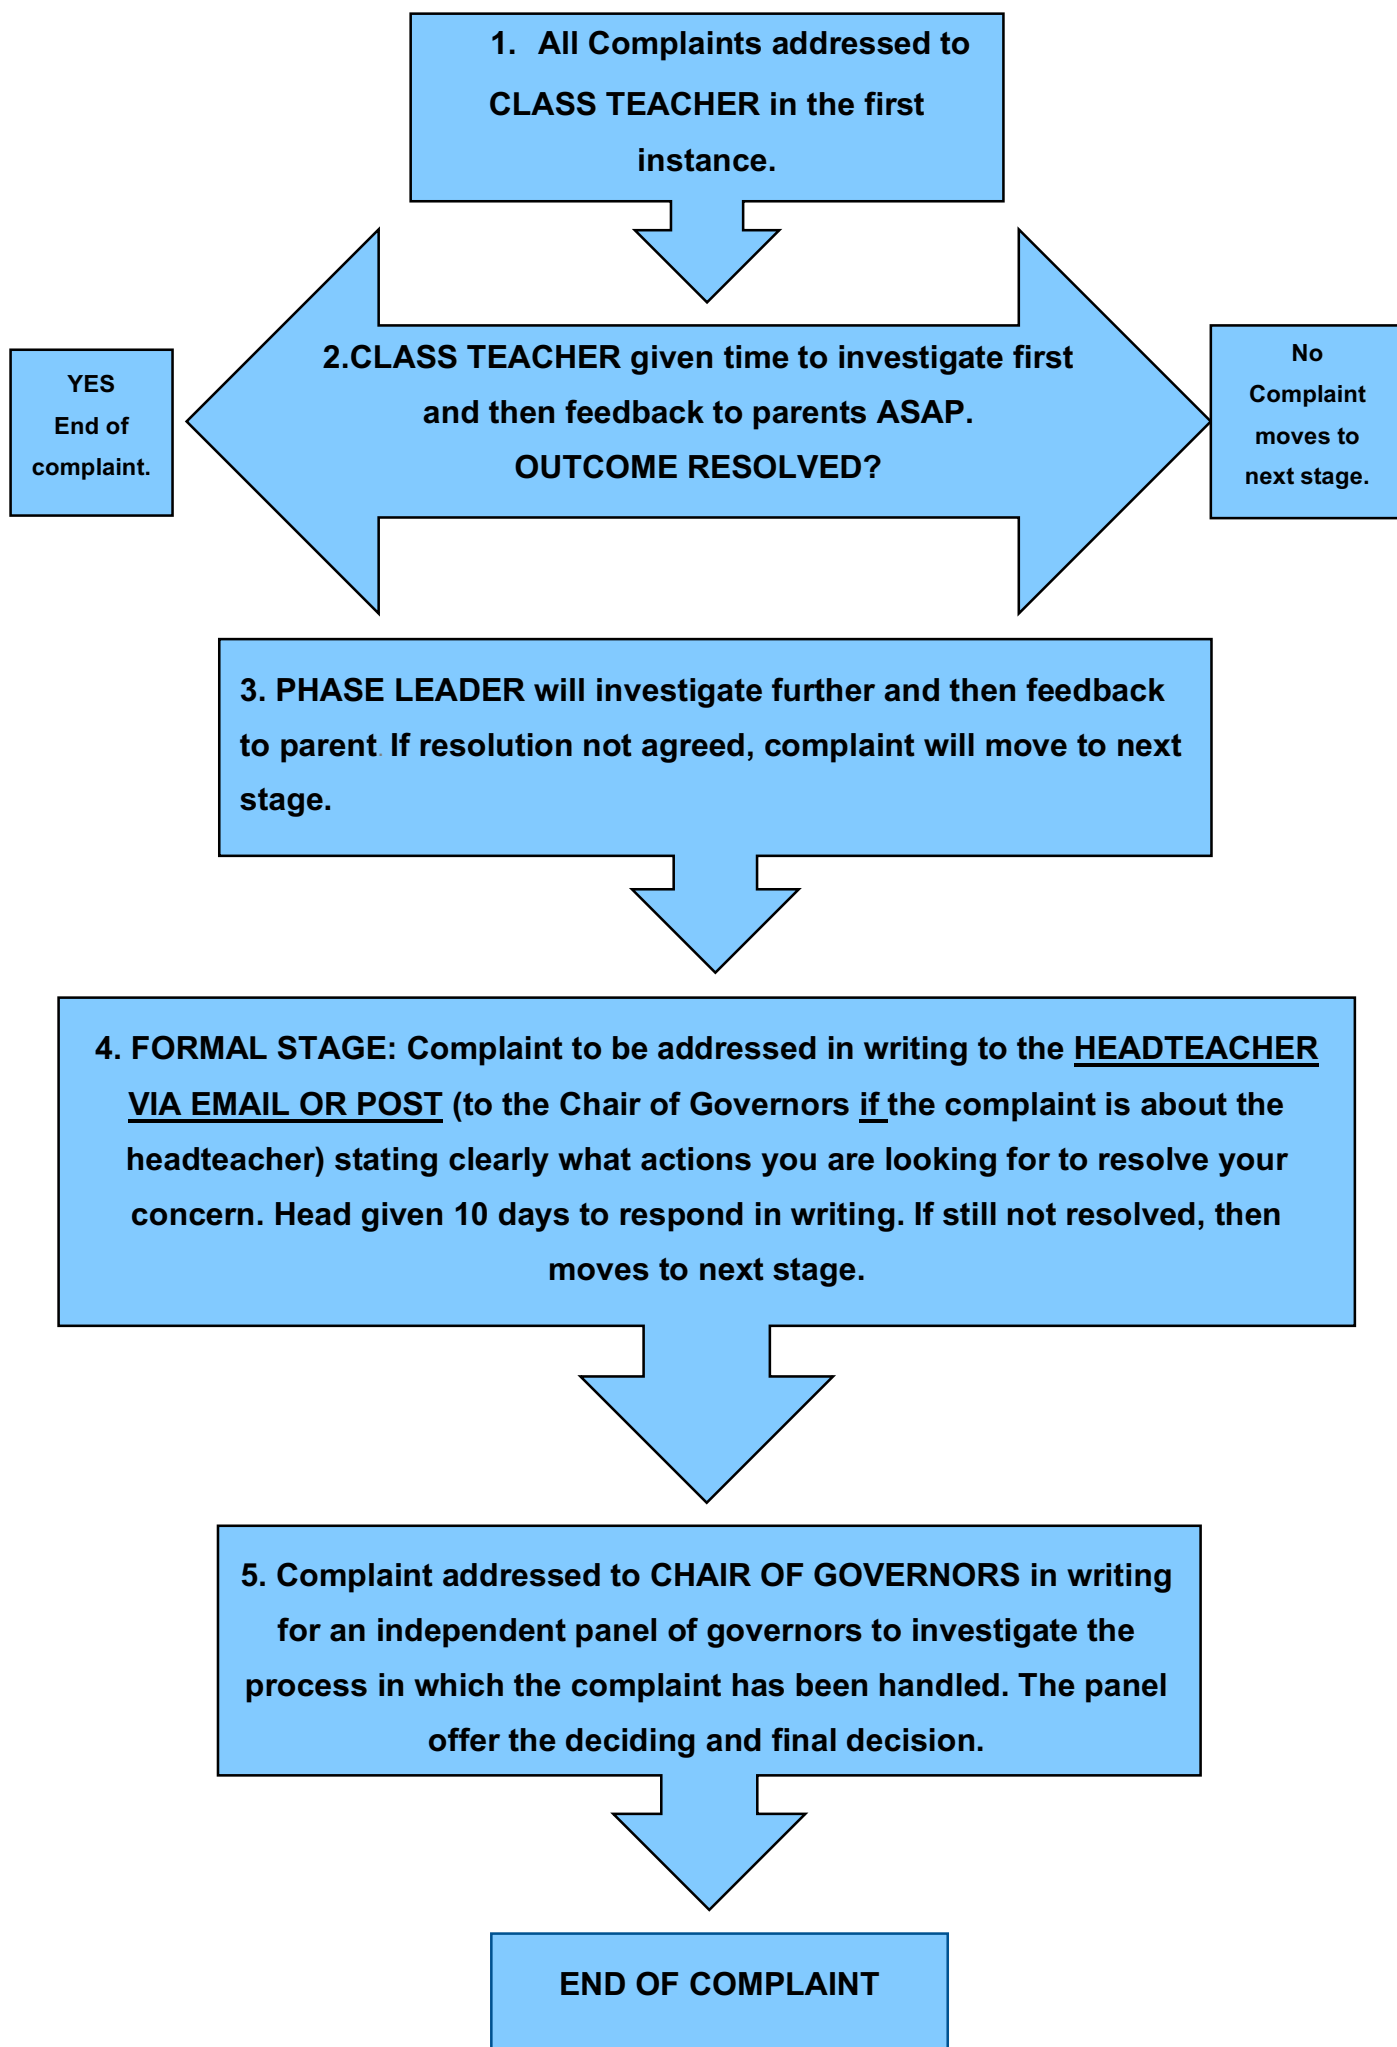 1. All Complaints addressed to
CLASS TEACHER in the first
instance.
2.CLASS TEACHER given time to investigate first
and then feedback to parents ASAP.
OUTCOME RESOLVED?
YES
End of
complaint.
No
Complaint
moves to
next stage.
3. PHASE LEADER will investigate further and then feedback
to parent. If resolution not agreed, complaint will move to next
stage.
4. FORMAL STAGE: Complaint to be addressed in writing to the HEADTEACHER
VIA EMAIL OR POST (to the Chair of Governors if the complaint is about the
headteacher) stating clearly what actions you are looking for to resolve your
concern. Head given 10 days to respond in writing. If still not resolved, then
moves to next stage.
5. Complaint addressed to CHAIR OF GOVERNORS in writing
for an independent panel of governors to investigate the
process in which the complaint has been handled. The panel
offer the deciding and final decision.
END OF COMPLAINT